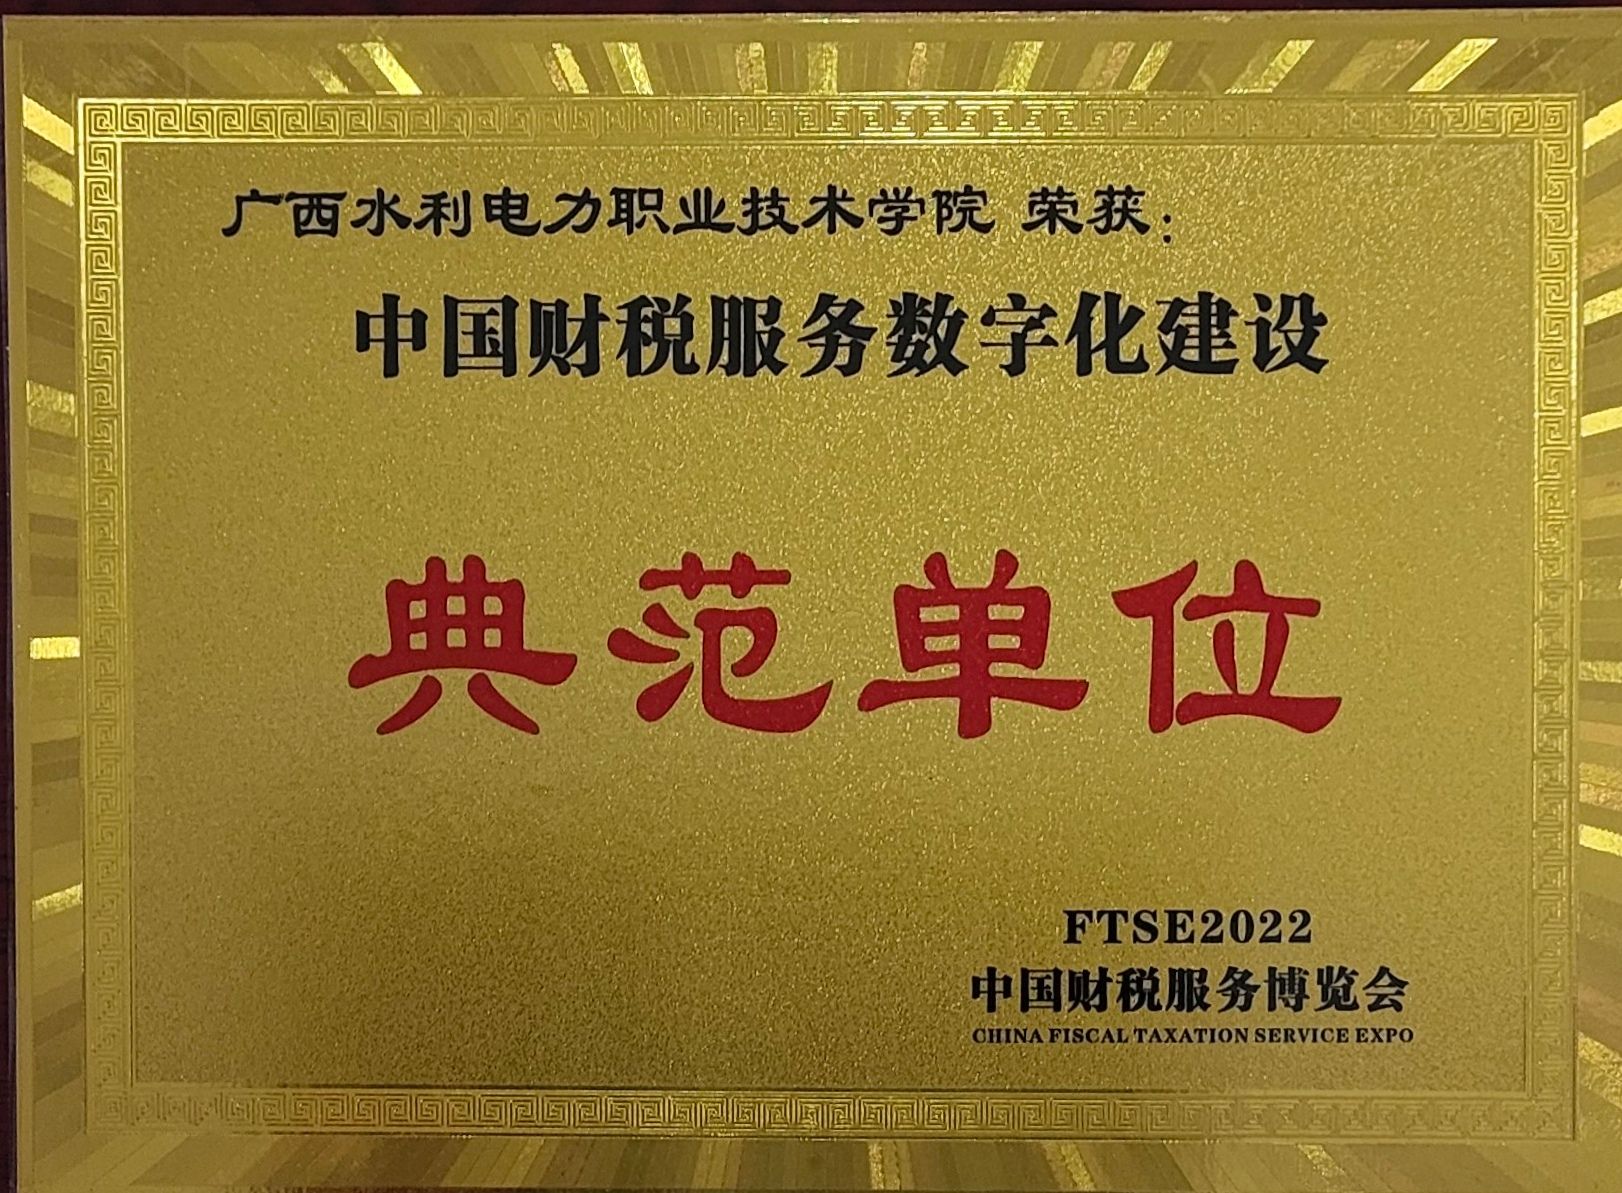 广西水利电力职业技术学院 荣获：
中国财税服务数字化建设
典范单位
FTSE2022
中国财税服务博览会
CHINA FISCAL TAXATION SERVICE EXPO